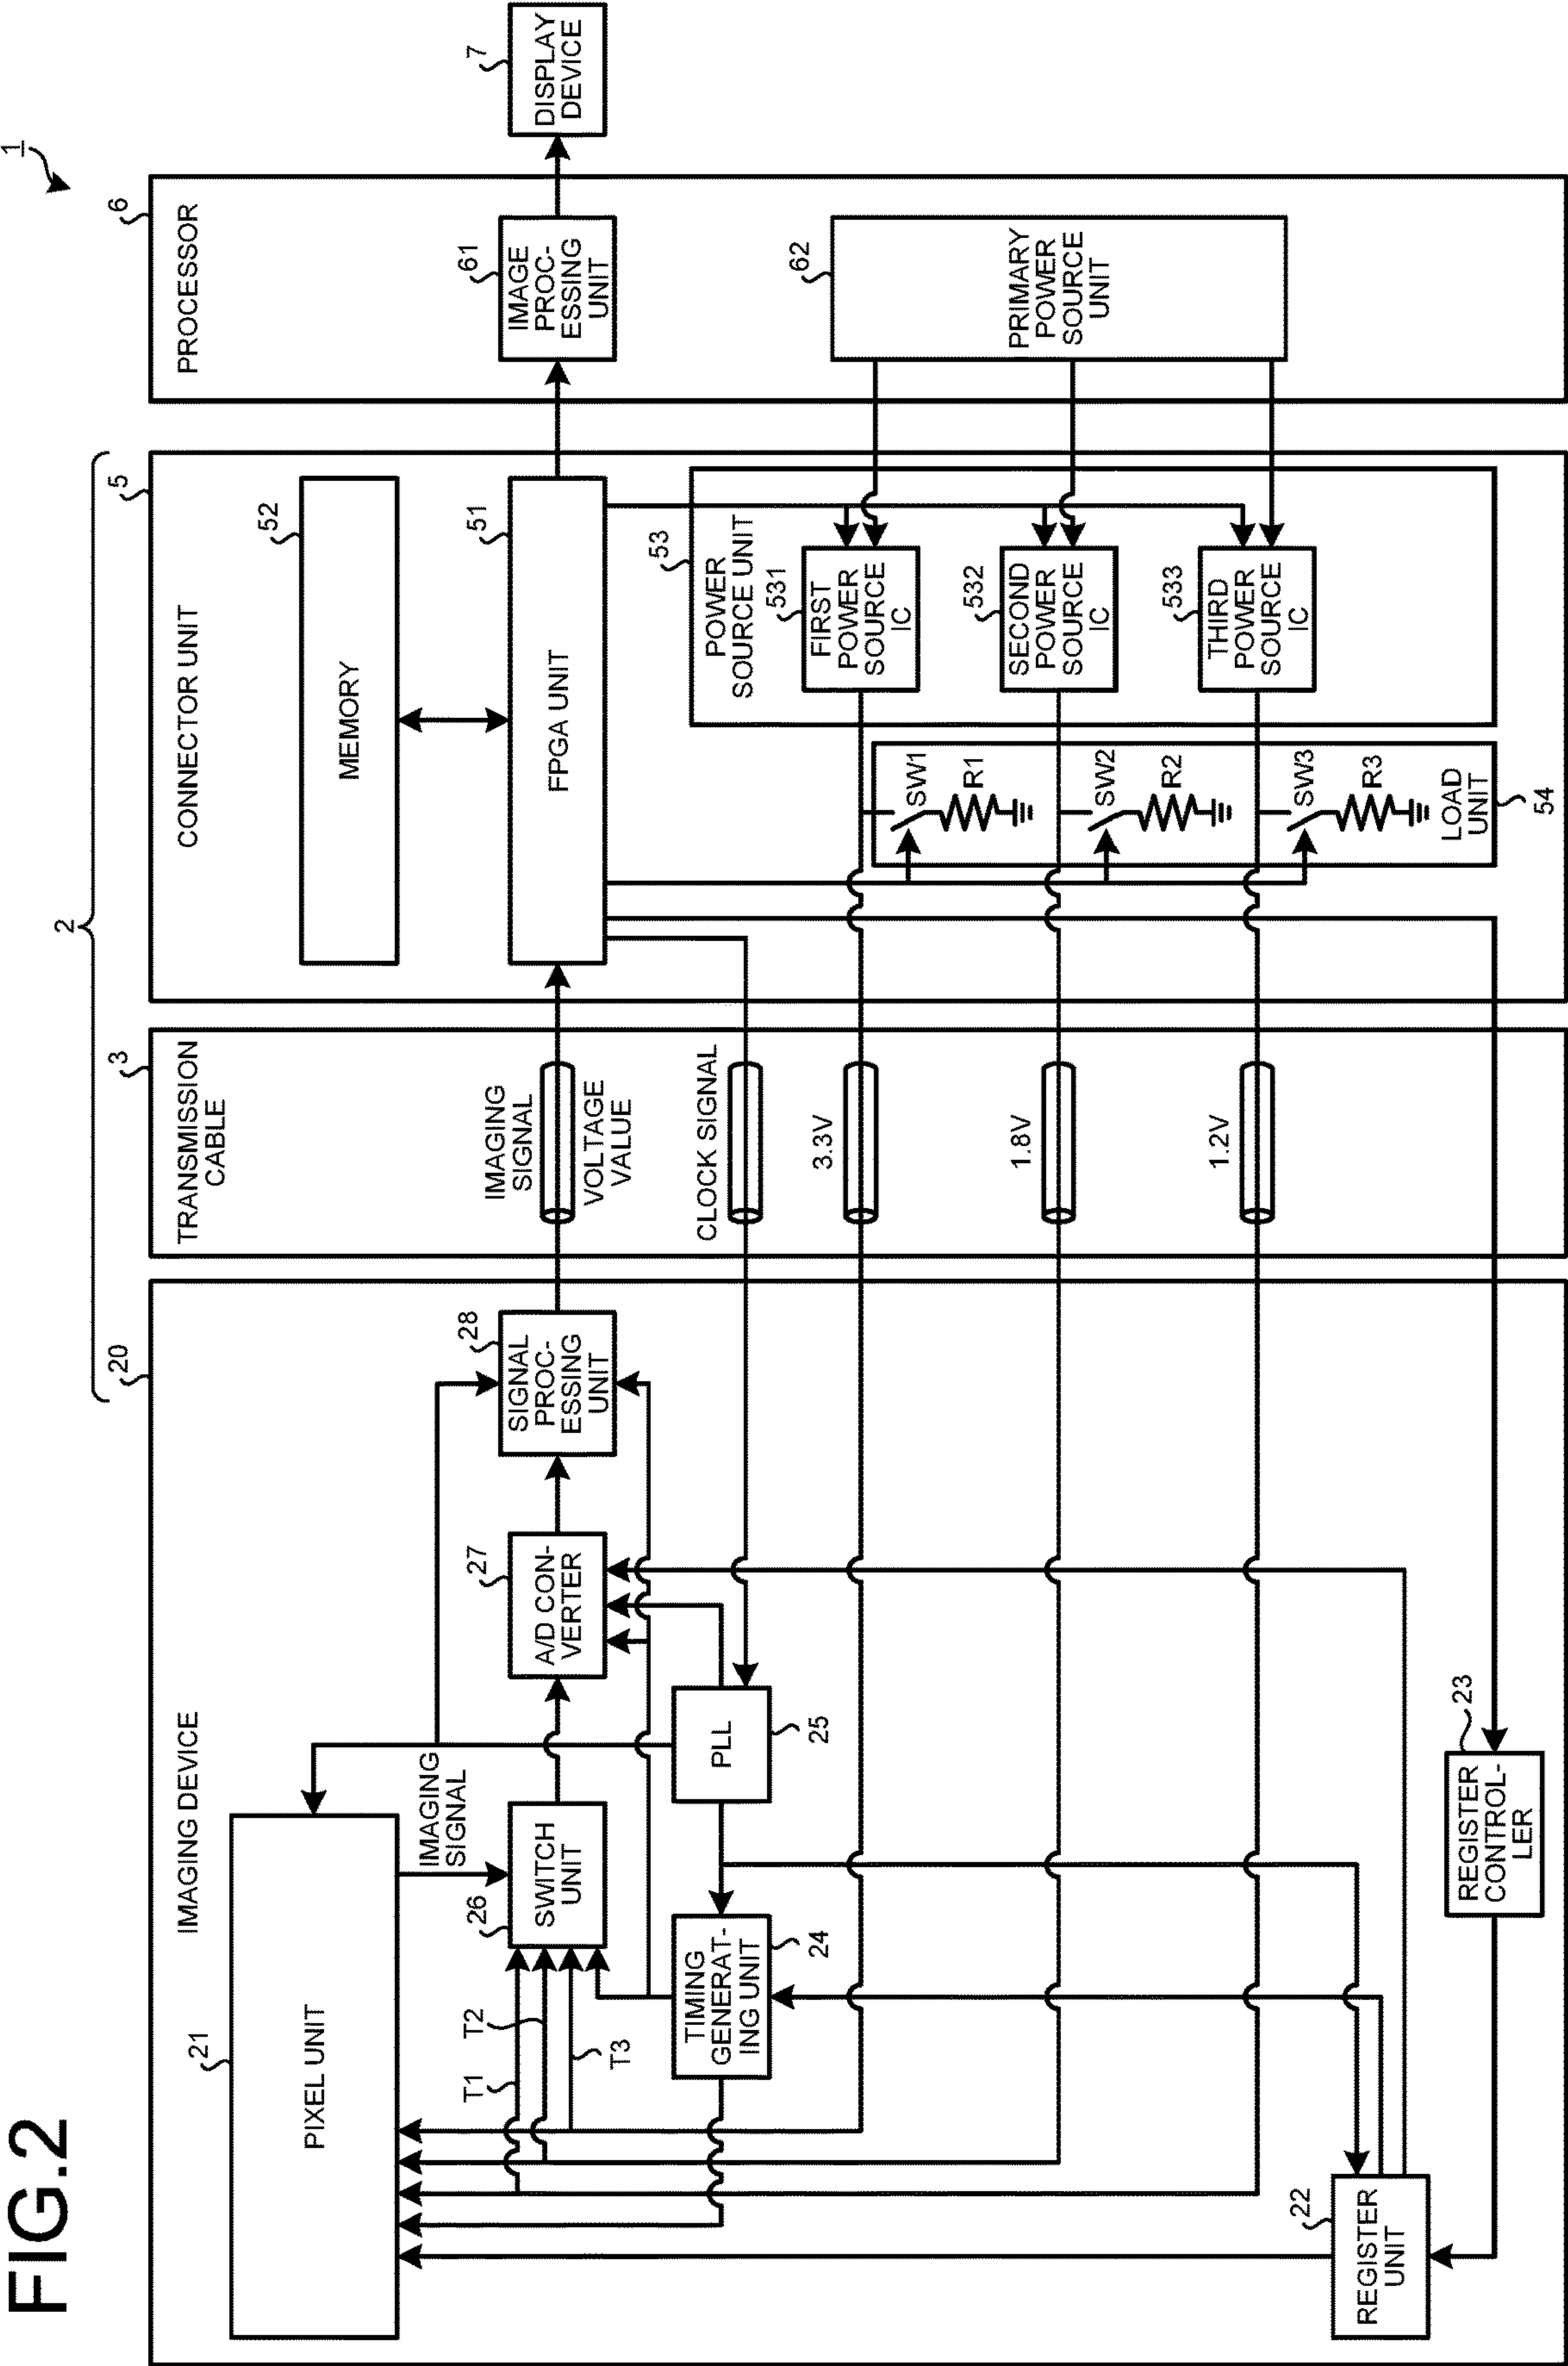 FIG.2
1
2
20
3
5
6
7
IMAGING DEVICE
TRANSMISSION
CABLE
CONNECTOR UNIT
PROCESSOR
DISPLAY
DEVICE
21
PIXEL UNIT
IMAGING
SIGNAL
T1
T2
T3
26
SWITCH
UNIT
27
A/D CON-
VERTER
28
SIGNAL
PROC-
ESSING
UNIT
TIMING
GENERAT-
ING UNIT
24
PLL
25
22
REGISTER
UNIT
23
REGISTER
CONTROL-
LER
IMAGING
SIGNAL
VOLTAGE
VALUE
CLOCK SIGNAL
3.3V
1.8V
1.2V
52
MEMORY
51
FPGA UNIT
53
POWER
SOURCE UNIT
531
FIRST
POWER
SOURCE
IC
532
SECOND
POWER
SOURCE
IC
533
THIRD
POWER
SOURCE
IC
SW1
R1
SW2
R2
SW3
R3
LOAD
UNIT
54
61
IMAGE
PROC-
ESSING
UNIT
62
PRIMARY
POWER
SOURCE
UNIT